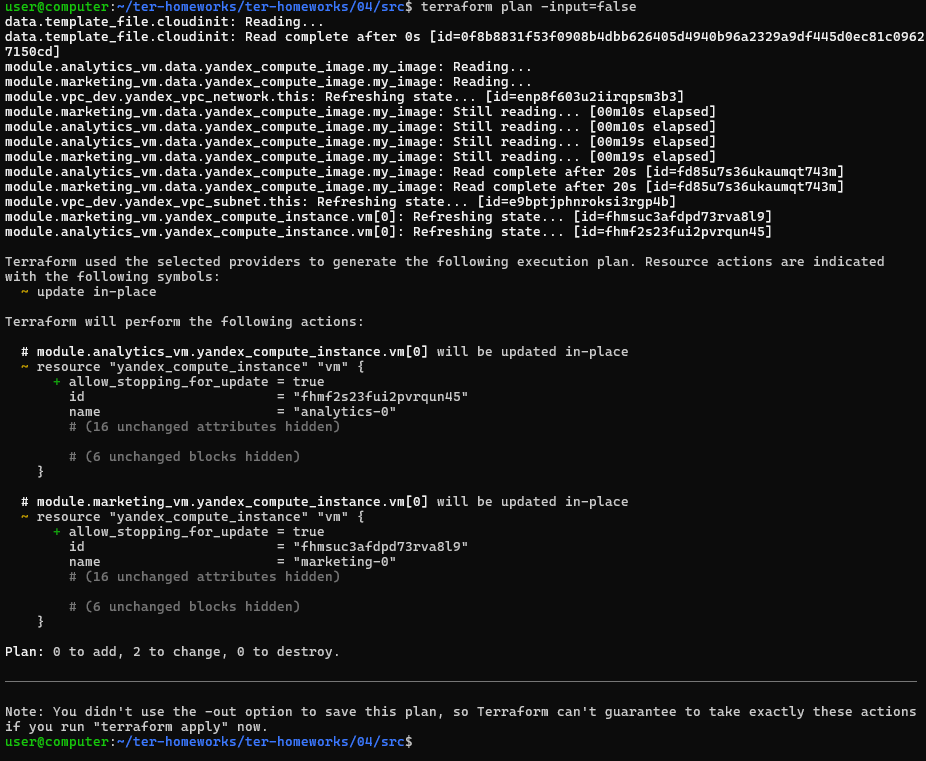 user@computer:~/ter-homeworks/ter-homeworks/04/src$ terraform plan -input=false
data.template_file.cloudinit: Reading...
data.template_file.cloudinit: Read complete after 0s [id=0f8b8831f53f0908b4dbb626405d4940b96a2329a9df445d0ec81c0962
7150cd]
module.analytics_vm.data.yandex_compute_image.my_image: Reading...
module.marketing_vm.data.yandex_compute_image.my_image: Reading...
module.vpc_dev.yandex_vpc_network.this: Refreshing state... [id=enp8f603u2iirqpsm3b3]
module.marketing_vm.data.yandex_compute_image.my_image: Still reading... [00m10s elapsed]
module.analytics_vm.data.yandex_compute_image.my_image: Still reading... [00m10s elapsed]
module.analytics_vm.data.yandex_compute_image.my_image: Still reading... [00m19s elapsed]
module.marketing_vm.data.yandex_compute_image.my_image: Still reading... [00m19s elapsed]
module.analytics_vm.data.yandex_compute_image.my_image: Read complete after 20s [id=fd85u7s36ukaumqt743m]
module.marketing_vm.data.yandex_compute_image.my_image: Read complete after 20s [id=fd85u7s36ukaumqt743m]
module.vpc_dev.yandex_vpc_subnet.this: Refreshing state... [id=e9bptjphnroksi3rgp4b]
module.marketing_vm.yandex_compute_instance.vm[0]: Refreshing state... [id=fhmsuc3afdpd73rva8l9]
module.analytics_vm.yandex_compute_instance.vm[0]: Refreshing state... [id=fhmf2s23fui2pvrqun45]

Terraform used the selected providers to generate the following execution plan. Resource actions are indicated
with the following symbols:
  ~ update in-place

Terraform will perform the following actions:

  # module.analytics_vm.yandex_compute_instance.vm[0] will be updated in-place
  ~ resource "yandex_compute_instance" "vm" {
      + allow_stopping_for_update = true
        id                        = "fhmf2s23fui2pvrqun45"
        name                      = "analytics-0"
        # (16 unchanged attributes hidden)

        # (6 unchanged blocks hidden)
    }

  # module.marketing_vm.yandex_compute_instance.vm[0] will be updated in-place
  ~ resource "yandex_compute_instance" "vm" {
      + allow_stopping_for_update = true
        id                        = "fhmsuc3afdpd73rva8l9"
        name                      = "marketing-0"
        # (16 unchanged attributes hidden)

        # (6 unchanged blocks hidden)
    }

Plan: 0 to add, 2 to change, 0 to destroy.

Note: You didn't use the -out option to save this plan, so Terraform can't guarantee to take exactly these actions
if you run "terraform apply" now.
user@computer:~/ter-homeworks/ter-homeworks/04/src$